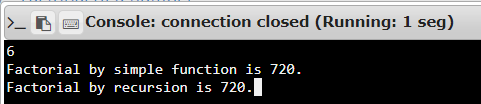 Console: connection closed (Running: 1 seg)
6
Factorial by simple function is 720.
Factorial by recursion is 720.